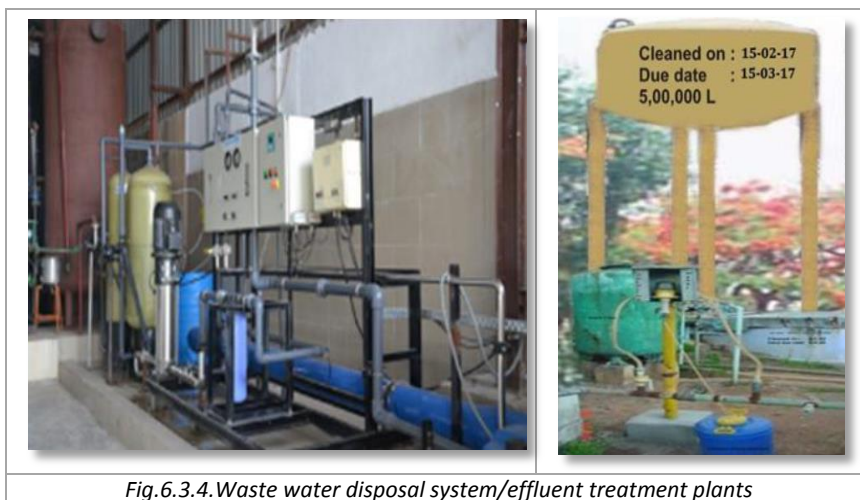 Cleaned on : 15-02-17
Due date : 15-03-17
5,00,000 L
Fig.6.3.4.Waste water disposal system/effluent treatment plants